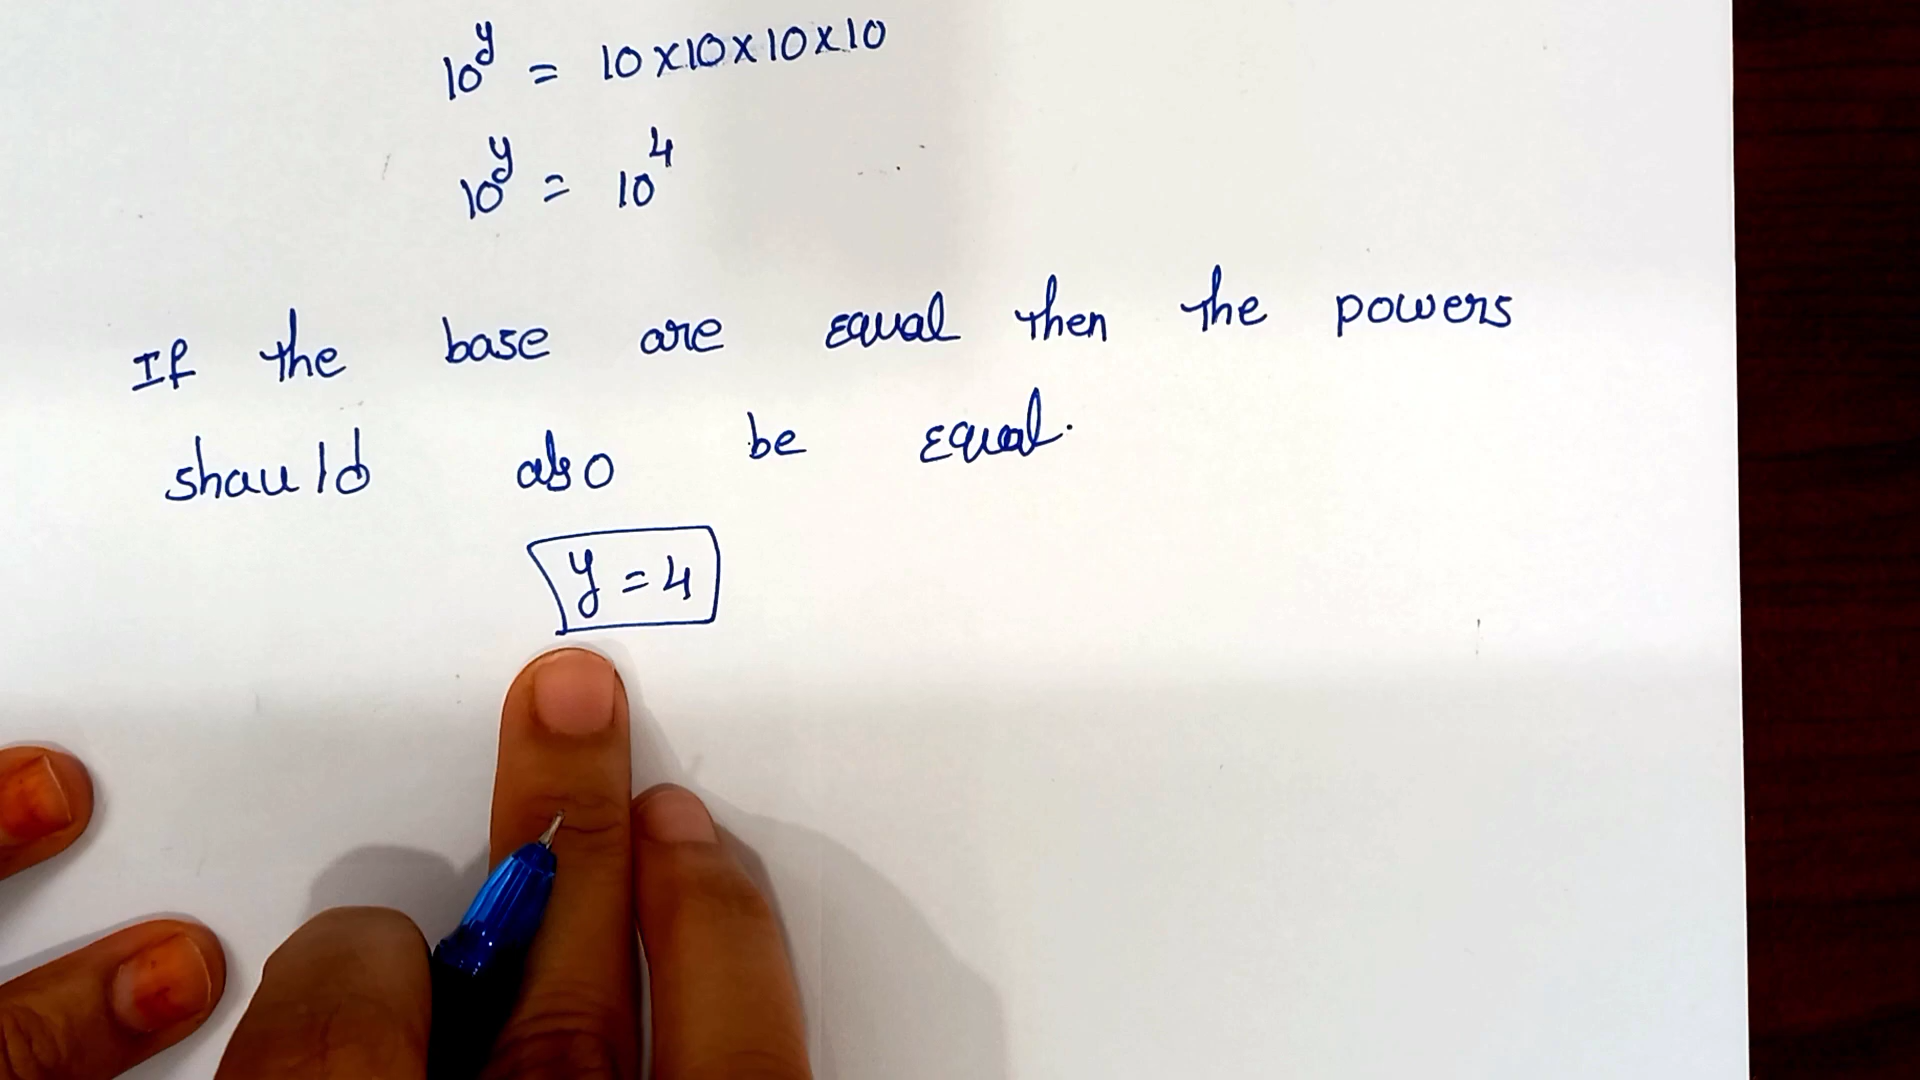 10^y = 10×10×10×10
10^y = 10^4
If the base are equal then the powers
should also be equal.
y = 4